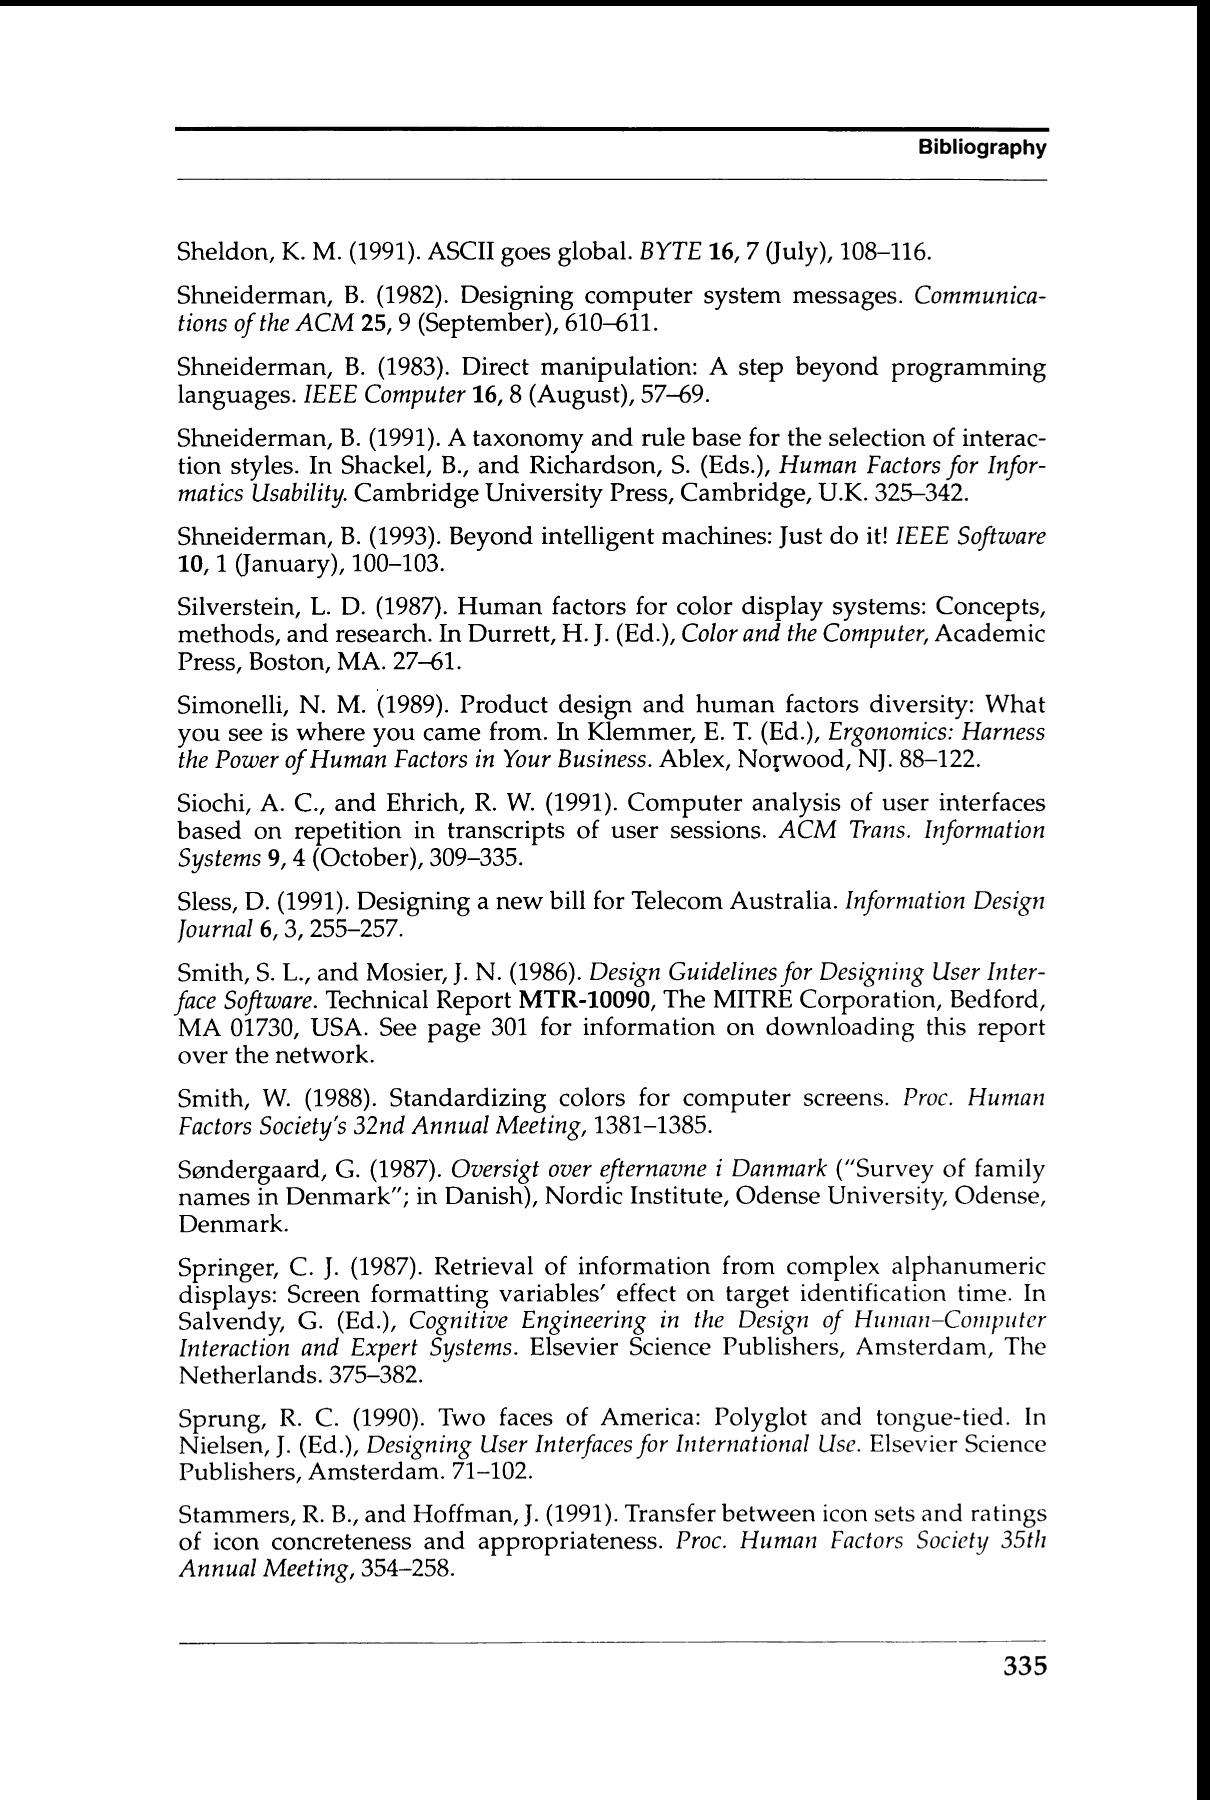 Bibliography
Sheldon, K. M. (1991). ASCII goes global. BYTE 16, 7 (July), 108–116.
Shneiderman, B. (1982). Designing computer system messages. Communica-
tions of the ACM 25, 9 (September), 610–611.
Shneiderman, B. (1983). Direct manipulation: A step beyond programming
languages. IEEE Computer 16, 8 (August), 57–69.
Shneiderman, B. (1991). A taxonomy and rule base for the selection of interac-
tion styles. In Shackel, B., and Richardson, S. (Eds.), Human Factors for Infor-
matics Usability. Cambridge University Press, Cambridge, U.K. 325–342.
Shneiderman, B. (1993). Beyond intelligent machines: Just do it! IEEE Software
10, 1 (January), 100–103.
Silverstein, L. D. (1987). Human factors for color display systems: Concepts,
methods, and research. In Durrett, H. J. (Ed.), Color and the Computer, Academic
Press, Boston, MA. 27–61.
Simonelli, N. M. (1989). Product design and human factors diversity: What
you see is where you came from. In Klemmer, E. T. (Ed.), Ergonomics: Harness
the Power of Human Factors in Your Business. Ablex, Norwood, NJ. 88–122.
Siochi, A. C., and Ehrich, R. W. (1991). Computer analysis of user interfaces
based on repetition in transcripts of user sessions. ACM Trans. Information
Systems 9, 4 (October), 309–335.
Sless, D. (1991). Designing a new bill for Telecom Australia. Information Design
Journal 6, 3, 255–257.
Smith, S. L., and Mosier, J. N. (1986). Design Guidelines for Designing User Inter-
face Software. Technical Report MTR-10090, The MITRE Corporation, Bedford,
MA 01730, USA. See page 301 for information on downloading this report
over the network.
Smith, W. (1988). Standardizing colors for computer screens. Proc. Human
Factors Society's 32nd Annual Meeting, 1381–1385.
Søndergaard, G. (1987). Oversigt over efternavne i Danmark ("Survey of family
names in Denmark"; in Danish), Nordic Institute, Odense University, Odense,
Denmark.
Springer, C. J. (1987). Retrieval of information from complex alphanumeric
displays: Screen formatting variables' effect on target identification time. In
Salvendy, G. (Ed.), Cognitive Engineering in the Design of Human–Computer
Interaction and Expert Systems. Elsevier Science Publishers, Amsterdam, The
Netherlands. 375–382.
Sprung, R. C. (1990). Two faces of America: Polyglot and tongue-tied. In
Nielsen, J. (Ed.), Designing User Interfaces for International Use. Elsevier Science
Publishers, Amsterdam. 71–102.
Stammers, R. B., and Hoffman, J. (1991). Transfer between icon sets and ratings
of icon concreteness and appropriateness. Proc. Human Factors Society 35th
Annual Meeting, 354–258.
335